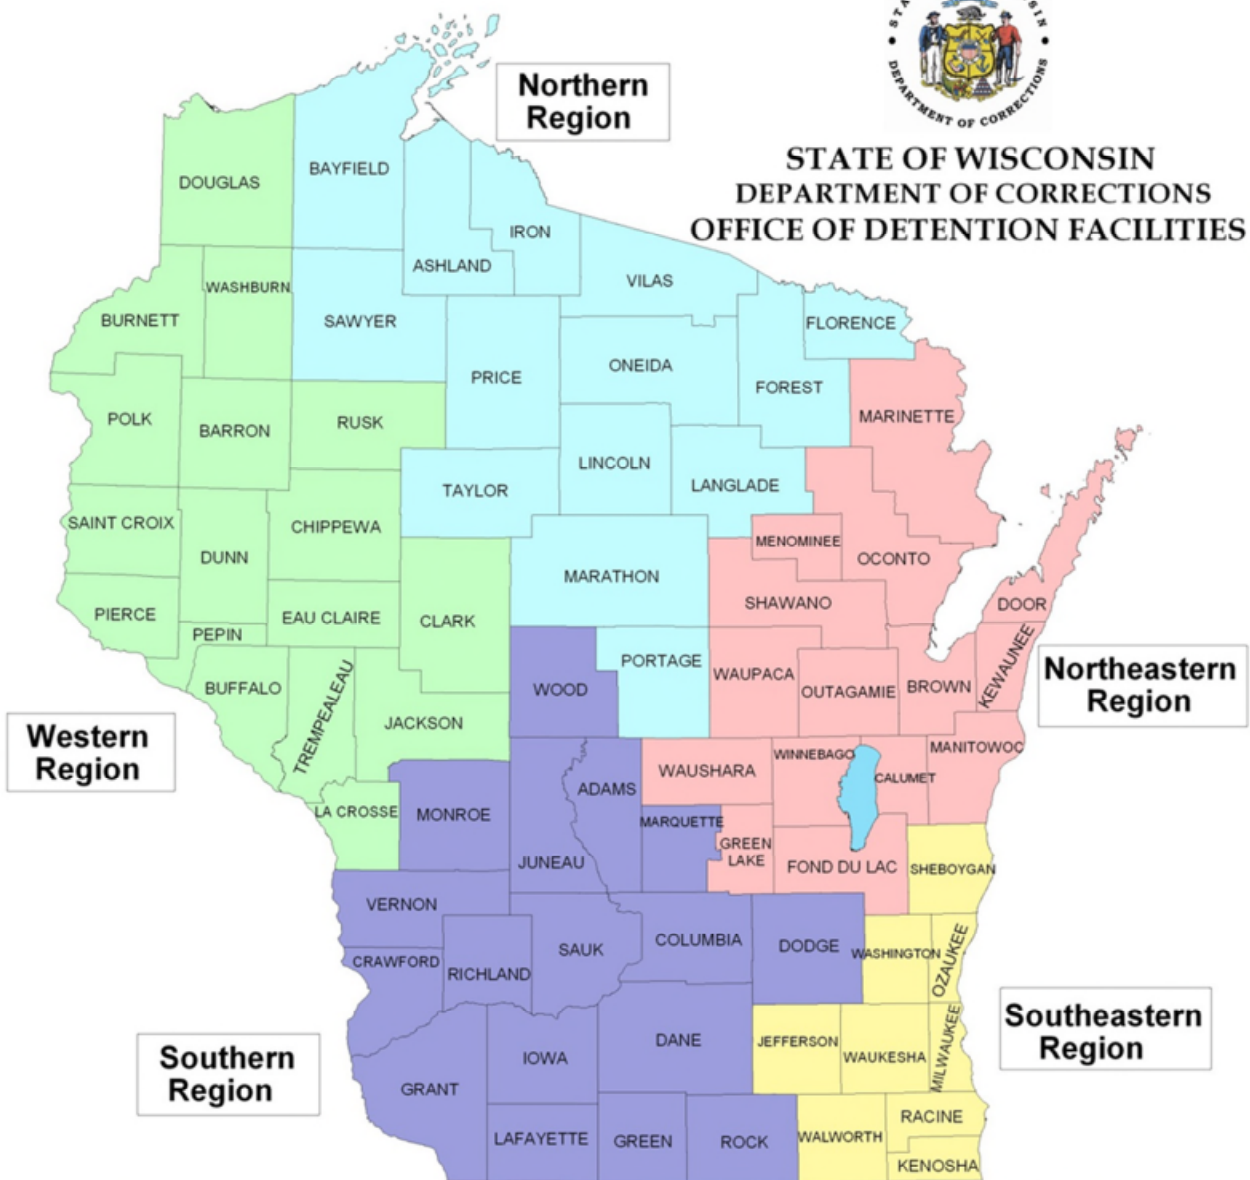 STA
SIN
DEPARTMENT OF CORRECTIONS
Northern
Region
STATE OF WISCONSIN
DEPARTMENT OF CORRECTIONS
OFFICE OF DETENTION FACILITIES
DOUGLAS
BAYFIELD
IRON
ASHLAND
VILAS
WASHBURN
BURNETT
SAWYER
FLORENCE
ONEIDA
PRICE
FOREST
MARINETTE
POLK
BARRON
RUSK
LINCOLN
LANGLADE
TAYLOR
SAINT CROIX
CHIPPEWA
MENOMINEE
DUNN
OCONTO
MARATHON
SHAWANO
DOOR
PIERCE
EAU CLAIRE
CLARK
PEPIN
PORTAGE
KEWAUNEE
WAUPACA
BUFFALO
WOOD
OUTAGAMIE
BROWN
Northeastern
Region
TREMPEALEAU
JACKSON
Western
Region
MANITOWOC
WINNEBAGO
WAUSHARA
CALUMET
ADAMS
LA CROSSE
MONROE
MARQUETTE
GREEN
LAKE
JUNEAU
FOND DU LAC
SHEBOYGAN
VERNON
COLUMBIA
DODGE
SAUK
WASHINGTON
OZAUKEE
CRAWFORD
RICHLAND
Southeastern
Region
DANE
JEFFERSON
WAUKESHA
MILWAUKEE
Southern
Region
IOWA
GRANT
RACINE
LAFAYETTE
GREEN
ROCK
WALWORTH
KENOSHA